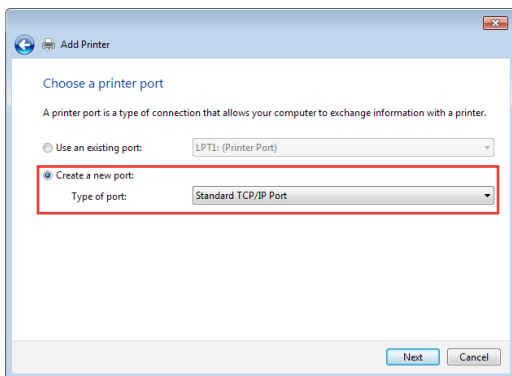 Add Printer
Choose a printer port
A printer port is a type of connection that allows your computer to exchange information with a printer.
Use an existing port: LPT1: (Printer Port)
Create a new port:
Type of port: Standard TCP/IP Port
Next Cancel